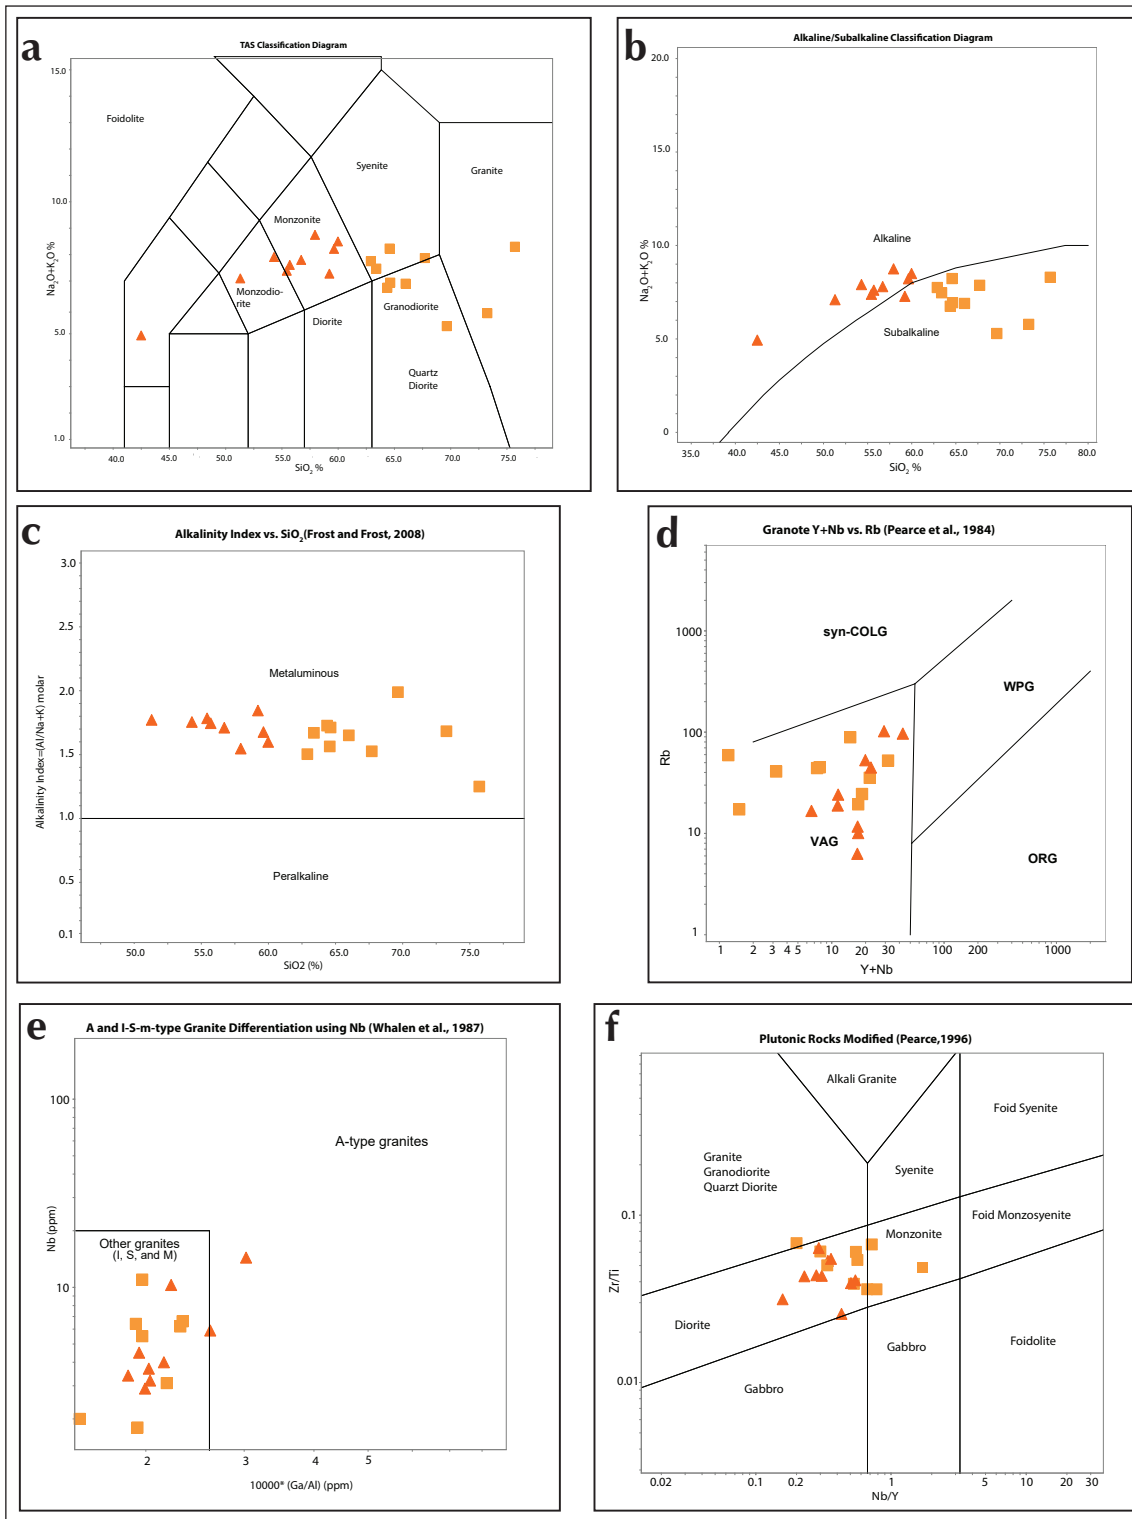 a
TAS Classification Diagram
15.0
10.0
5.0
1.0
Na2O+K2O %
Foidolite
Syenite
Granite
Monzonite
Monzodio-
rite
Diorite
Granodiorite
Quartz
Diorite
40.0 45.0 50.0 55.0 60.0 65.0 70.0 75.0
SiO2 %
b
Alkaline/Subalkaline Classification Diagram
20.0
15.0
10.0
5.0
0
Na2O+K2O %
Alkaline
Subalkaline
35.0 40.0 45.0 50.0 55.0 60.0 65.0 70.0 75.0 80.0
SiO2 %
c
Alkalinity Index vs. SiO2(Frost and Frost, 2008)
3.0
2.5
2.0
1.5
1.0
0.5
0.1
Alkalinity Index=(Al/Na+K) molar
Metaluminous
Peralkaline
50.0 55.0 60.0 65.0 70.0 75.0
SiO2 (%)
d
Granote Y+Nb vs. Rb (Pearce et al., 1984)
1000
100
10
1
Rb
syn-COLG
WPG
VAG
ORG
1 2 3 4 5 10 20 30 100 200 1000
Y+Nb
e
A and I-S-m-type Granite Differentiation using Nb (Whalen et al., 1987)
100
10
Nb (ppm)
A-type granites
Other granites
(I, S, and M)
2 3 4 5
10000* (Ga/Al) (ppm)
f
Plutonic Rocks Modified (Pearce,1996)
0.1
0.01
Zr/Ti
Alkali Granite
Foid Syenite
Granite
Granodiorite
Quarzt Diorite
Syenite
Foid Monzosyenite
Monzonite
Diorite
Gabbro
Foidolite
Gabbro
0.02 0.1 0.2 1 5 10 20 30
Nb/Y